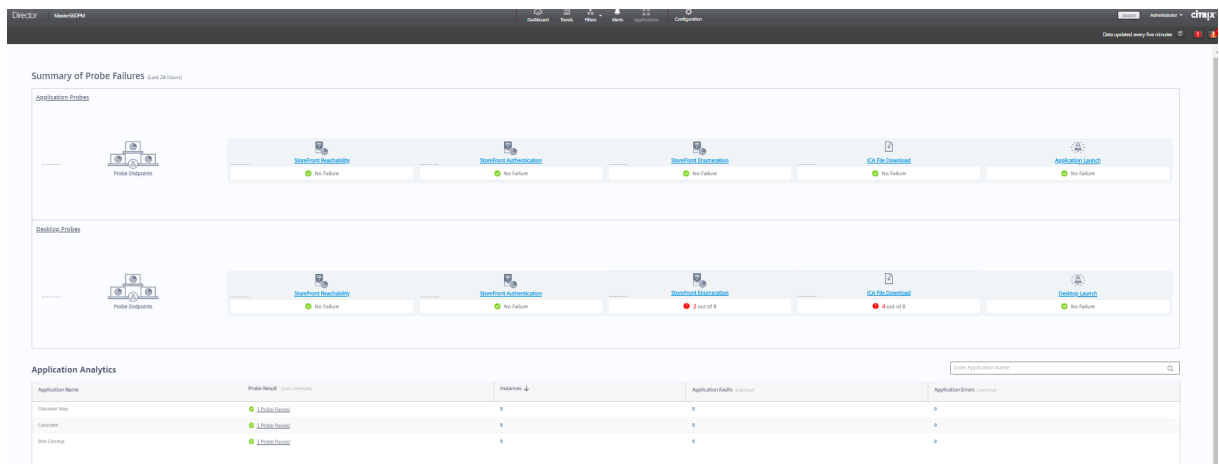 Director MasterSSDPM Dashboard Trends Filters Alerts Applications Configuration Search Administrator citrix
Data updated every five minutes
Summary of Probe Failures (Last 24 hours)
Application Probes
Probe Endpoints
StoreFront Reachability StoreFront Authentication StoreFront Enumeration ICA File Download Application Launch
No Failure No Failure No Failure No Failure No Failure
Desktop Probes
Probe Endpoints
StoreFront Reachability StoreFront Authentication StoreFront Enumeration ICA File Download Desktop Launch
No Failure No Failure 2 out of 8 4 out of 8 No Failure
Application Analytics
Enter Application Name
Application Name Probe Result Instances Application Faults Application Errors
Character Map 1 Probe Passed 0 0 0
Calculator 1 Probe Passed 0 0 0
Disk Cleanup 1 Probe Passed 0 0 0